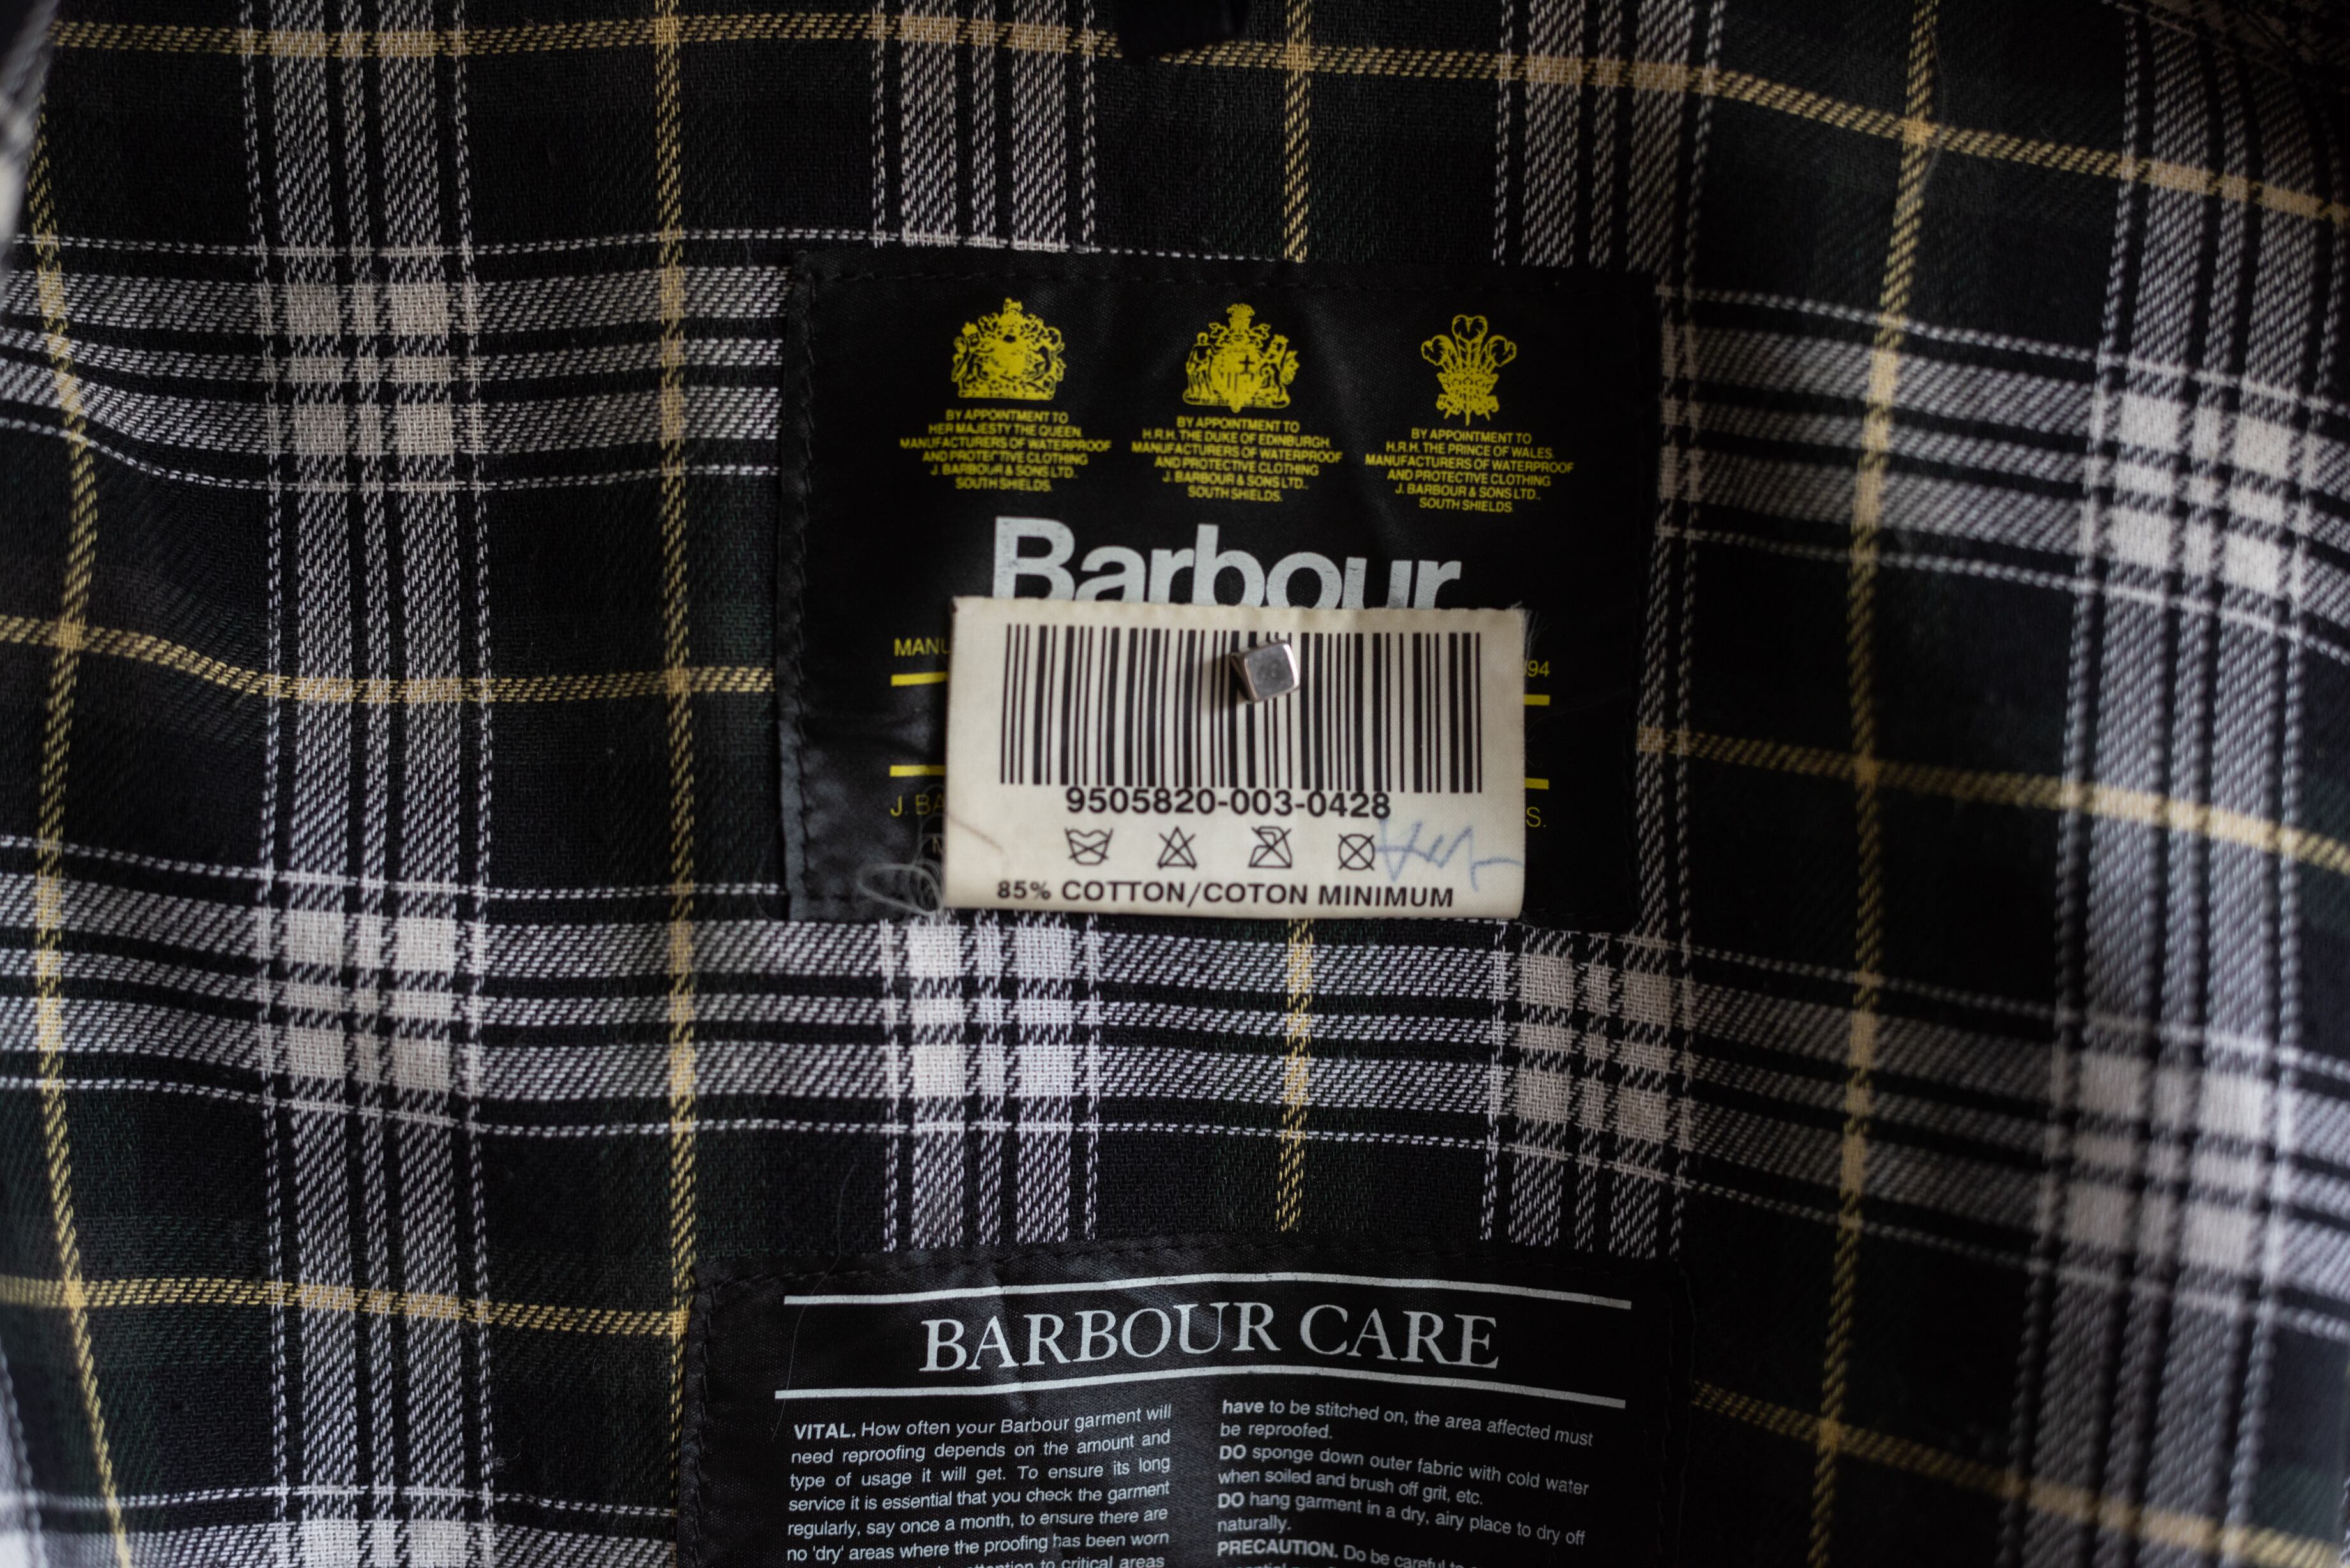 BY APPOINTMENT TO
HER MAJESTY THE QUEEN.
MANUFACTURERS OF WATERPROOF
AND PROTECTIVE CLOTHING
J. BARBOUR & SONS LTD.,
SOUTH SHIELDS.
BY APPOINTMENT TO
H.R.H. THE DUKE OF EDINBURGH.
MANUFACTURERS OF WATERPROOF
AND PROTECTIVE CLOTHING
J. BARBOUR & SONS LTD.,
SOUTH SHIELDS.
BY APPOINTMENT TO
H.R.H. THE PRINCE OF WALES.
MANUFACTURERS OF WATERPROOF
AND PROTECTIVE CLOTHING
J. BARBOUR & SONS LTD.,
SOUTH SHIELDS.
Barbour
9505820-003-0428
85% COTTON/COTON MINIMUM
BARBOUR CARE
VITAL. How often your Barbour garment will
need reproofing depends on the amount and
type of usage it will get. To ensure its long
service it is essential that you check the garment
regularly, say once a month, to ensure there are
no 'dry' areas where the proofing has been worn
to critical areas
have to be stitched on, the area affected must
be reproofed.
DO sponge down outer fabric with cold water
when soiled and brush off grit, etc.
DO hang garment in a dry, airy place to dry off
naturally.
PRECAUTION. Do be careful